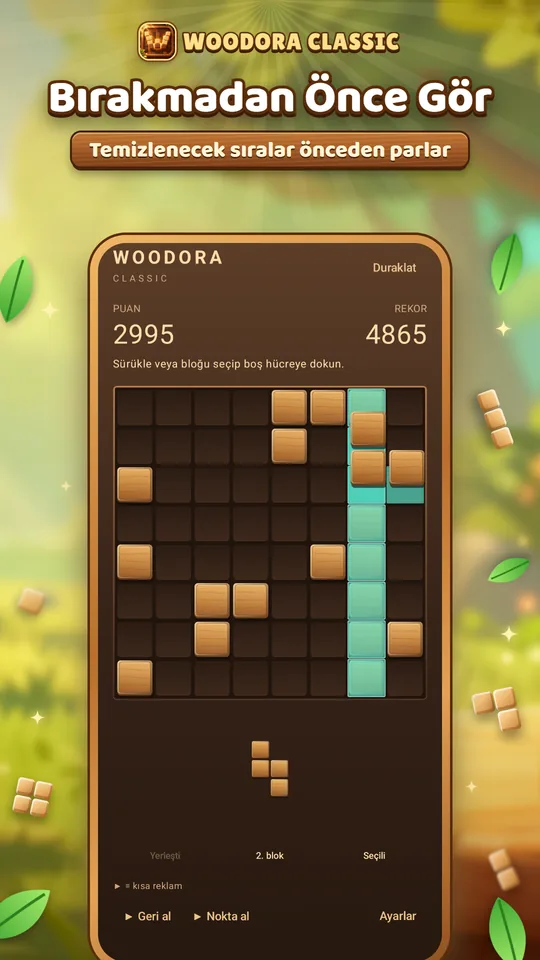 WOODORA CLASSIC
Bırakmadan Önce Gör
Temizlenecek sıralar önceden parlar
WOODORA
CLASSIC
Duraklat
PUAN
REKOR
2995
4865
Sürükle veya bloğu seçip boş hücreye dokun.
Yerleşti
2. blok
Seçili
► = kısa reklam
► Geri al
► Nokta al
Ayarlar